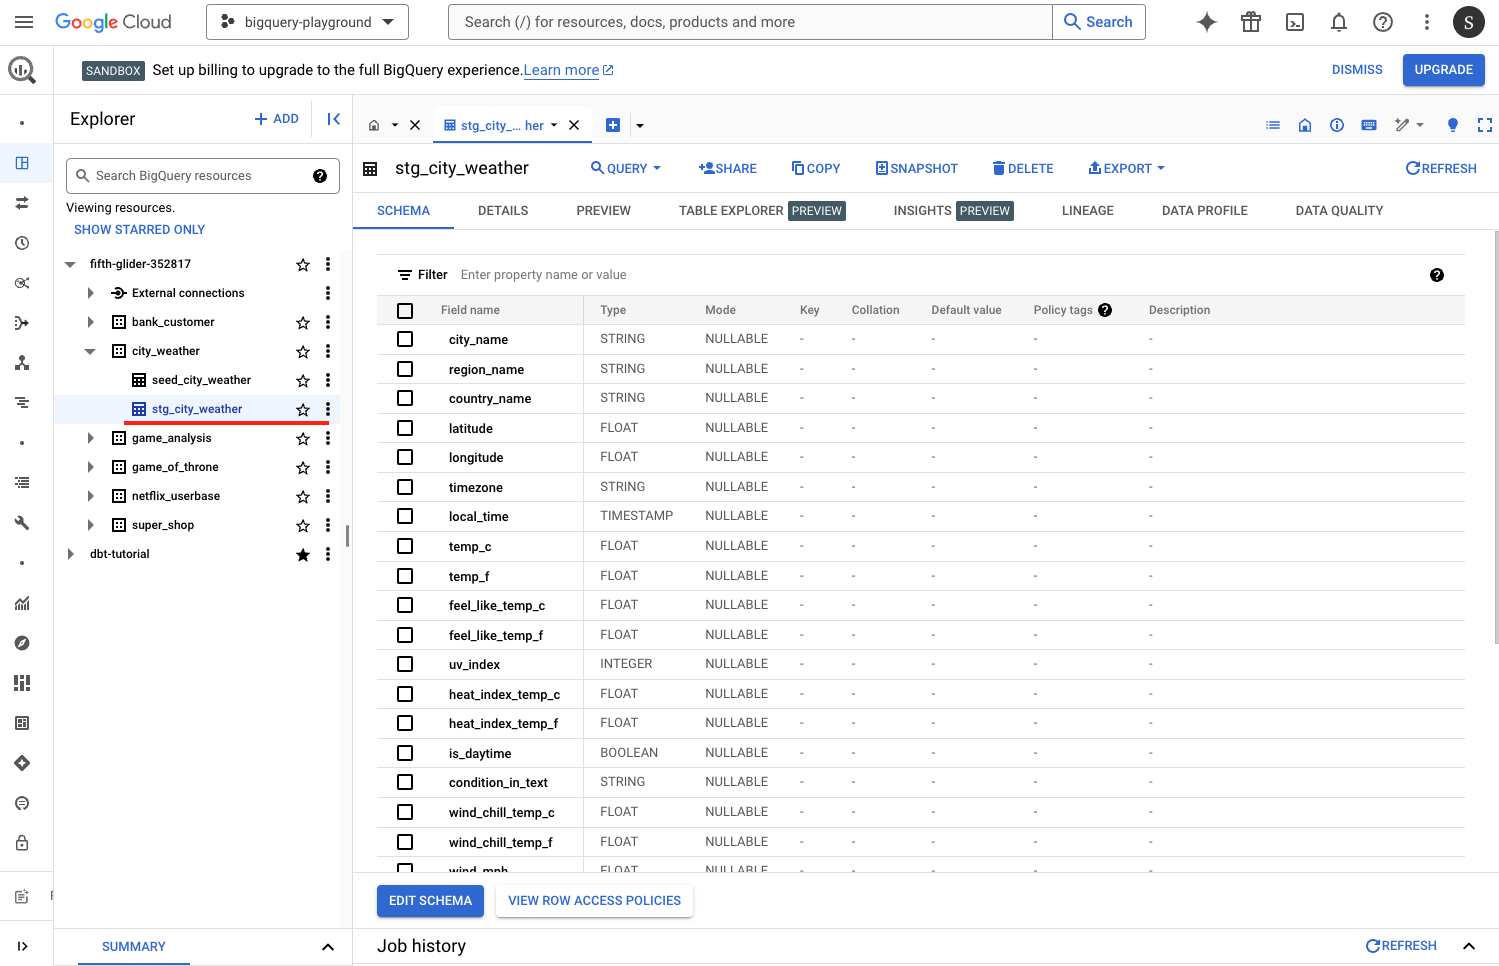 Google Cloud
bigquery-playground
Search (/) for resources, docs, products and more
Search
S
SANDBOX Set up billing to upgrade to the full BigQuery experience. Learn more
DISMISS
UPGRADE
Explorer
+ ADD
stg_city_... her
Search BigQuery resources
Viewing resources.
SHOW STARRED ONLY
fifth-glider-352817
External connections
bank_customer
city_weather
seed_city_weather
stg_city_weather
game_analysis
game_of_throne
netflix_userbase
super_shop
dbt-tutorial
SUMMARY
stg_city_weather
QUERY SHARE COPY SNAPSHOT DELETE EXPORT REFRESH
SCHEMA DETAILS PREVIEW TABLE EXPLORER PREVIEW INSIGHTS PREVIEW LINEAGE DATA PROFILE DATA QUALITY
Filter Enter property name or value
Field name Type Mode Key Collation Default value Policy tags Description
city_name STRING NULLABLE - - - - -
region_name STRING NULLABLE - - - - -
country_name STRING NULLABLE - - - - -
latitude FLOAT NULLABLE - - - - -
longitude FLOAT NULLABLE - - - - -
timezone STRING NULLABLE - - - - -
local_time TIMESTAMP NULLABLE - - - - -
temp_c FLOAT NULLABLE - - - - -
temp_f FLOAT NULLABLE - - - - -
feel_like_temp_c FLOAT NULLABLE - - - - -
feel_like_temp_f FLOAT NULLABLE - - - - -
uv_index INTEGER NULLABLE - - - - -
heat_index_temp_c FLOAT NULLABLE - - - - -
heat_index_temp_f FLOAT NULLABLE - - - - -
is_daytime BOOLEAN NULLABLE - - - - -
condition_in_text STRING NULLABLE - - - - -
wind_chill_temp_c FLOAT NULLABLE - - - - -
wind_chill_temp_f FLOAT NULLABLE - - - - -
wind_mph FLOAT NULLABLE - - - - -
EDIT SCHEMA
VIEW ROW ACCESS POLICIES
Job history
REFRESH